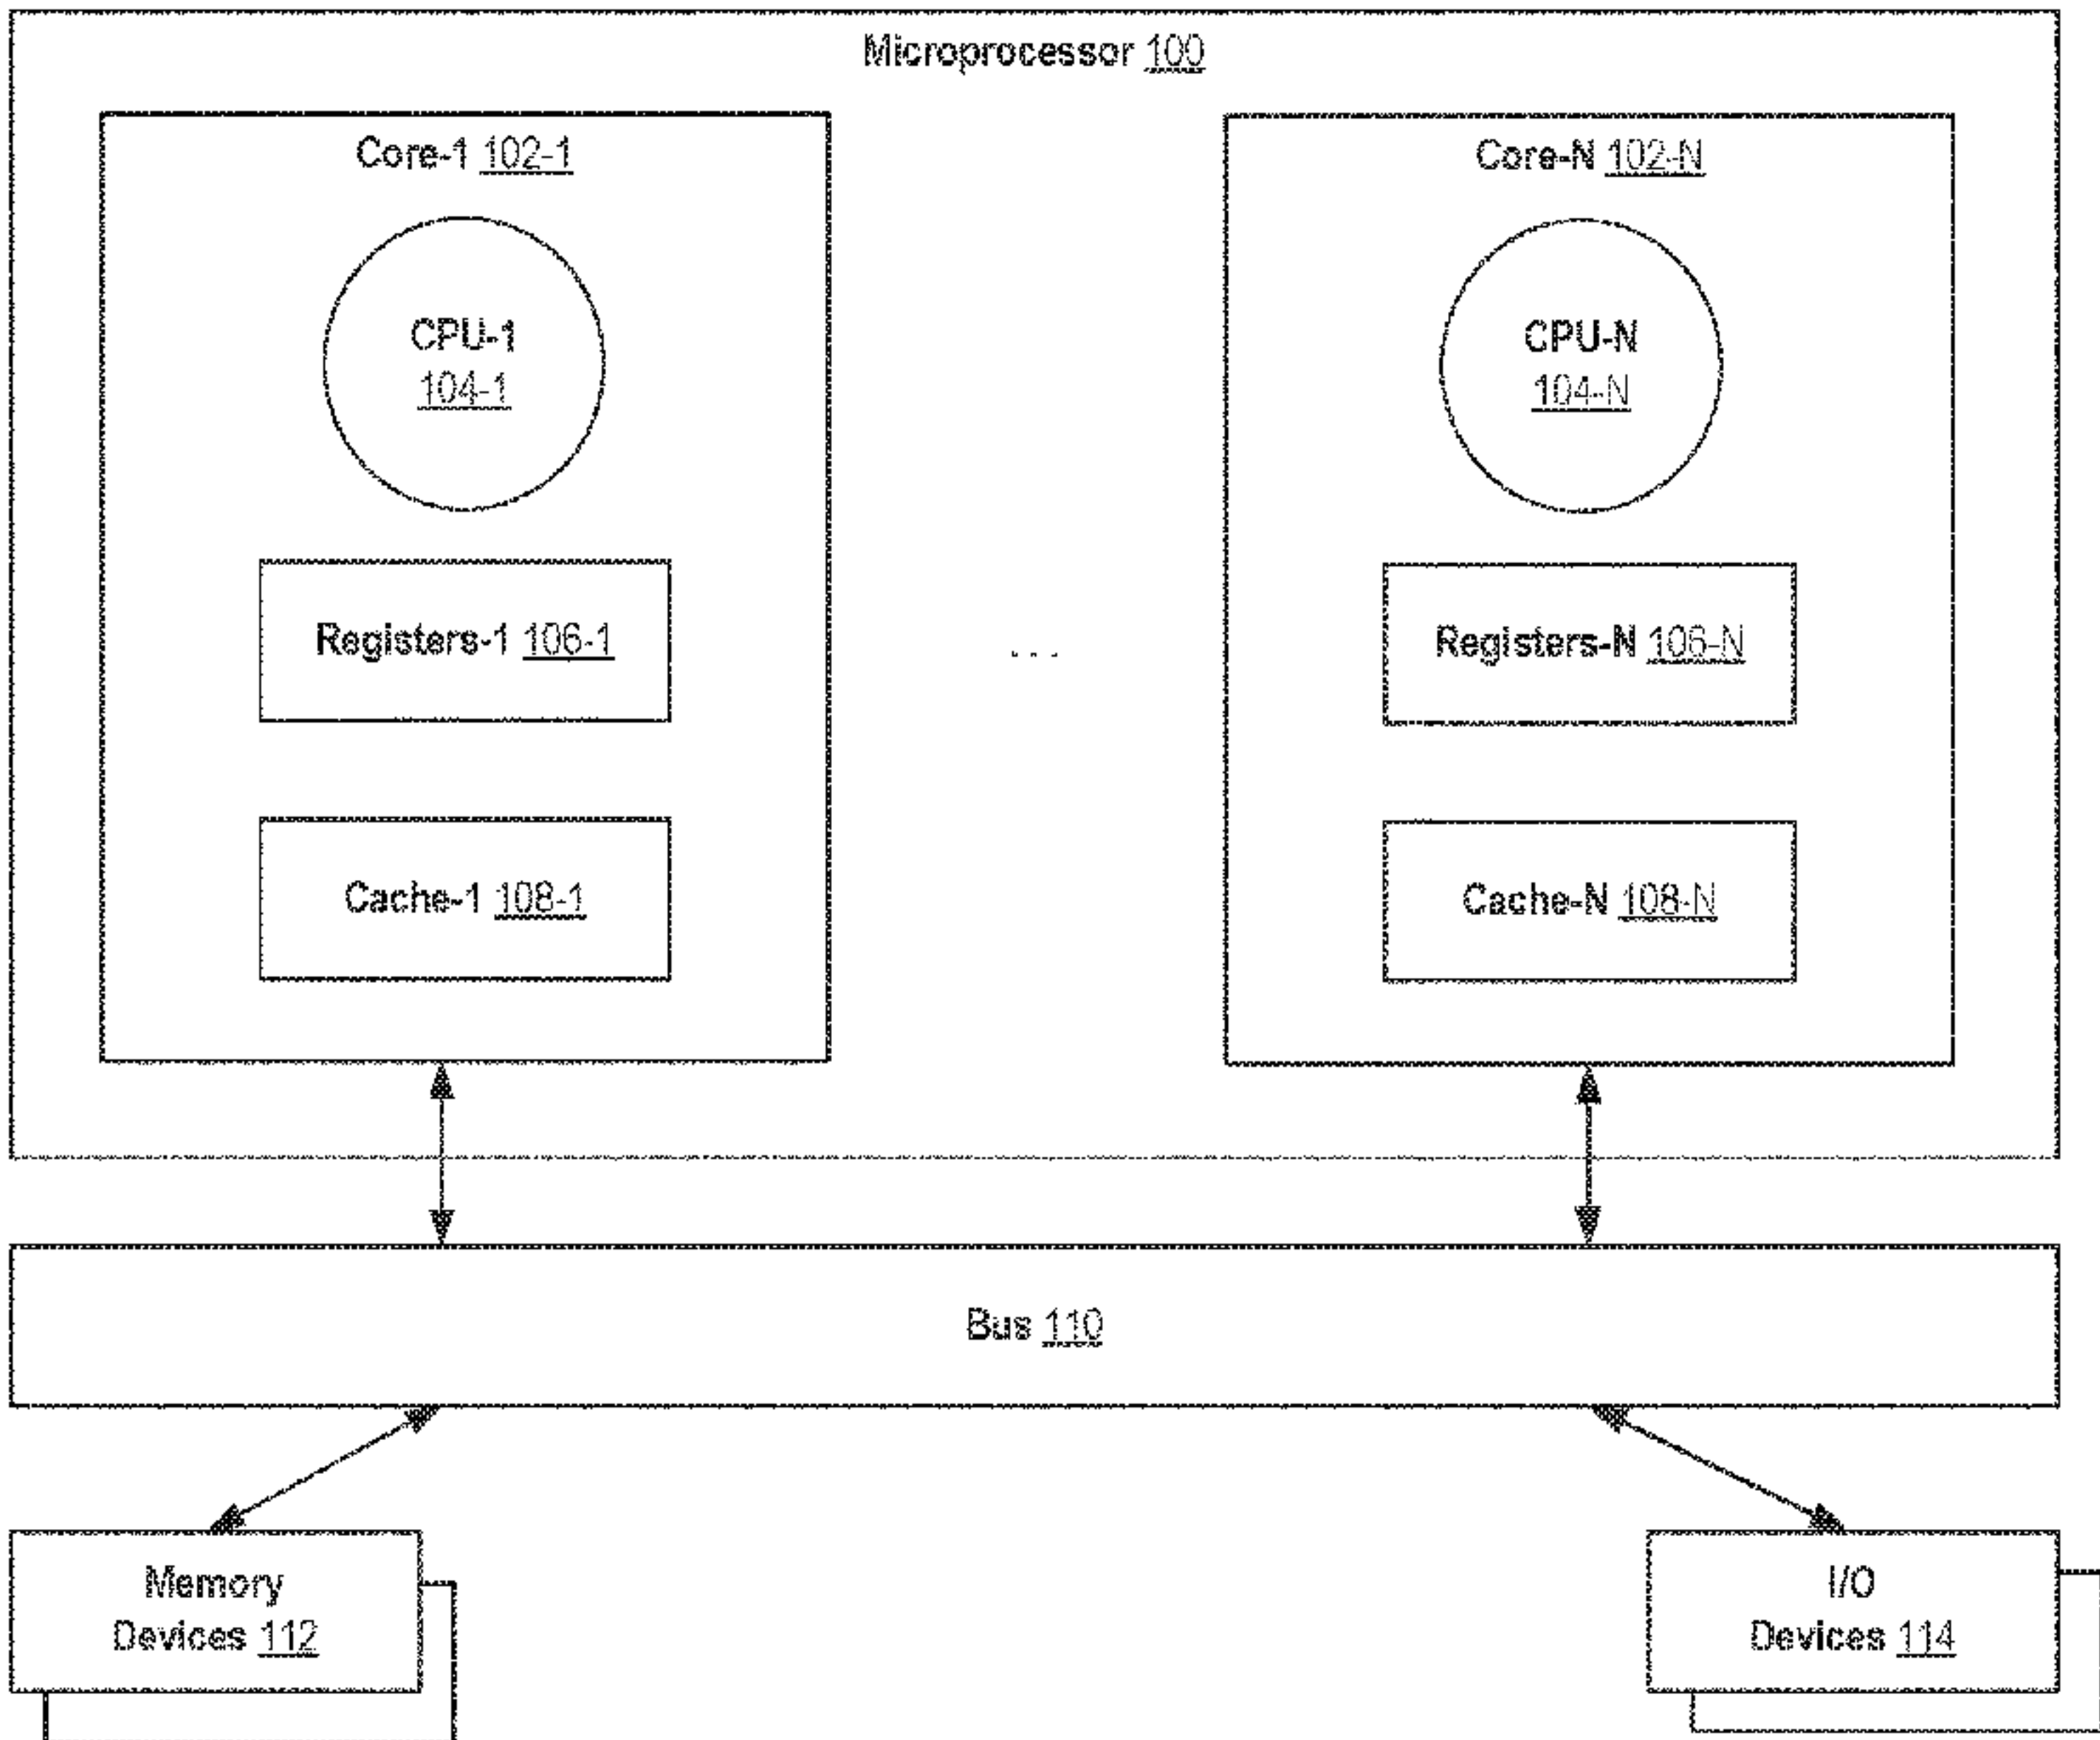 Microprocessor 100
Core-1 102-1
CPU-1
104-1
Registers-1 106-1
Cache-1 108-1
...
Core-N 102-N
CPU-N
104-N
Registers-N 106-N
Cache-N 108-N
Bus 110
Memory
Devices 112
I/O
Devices 114